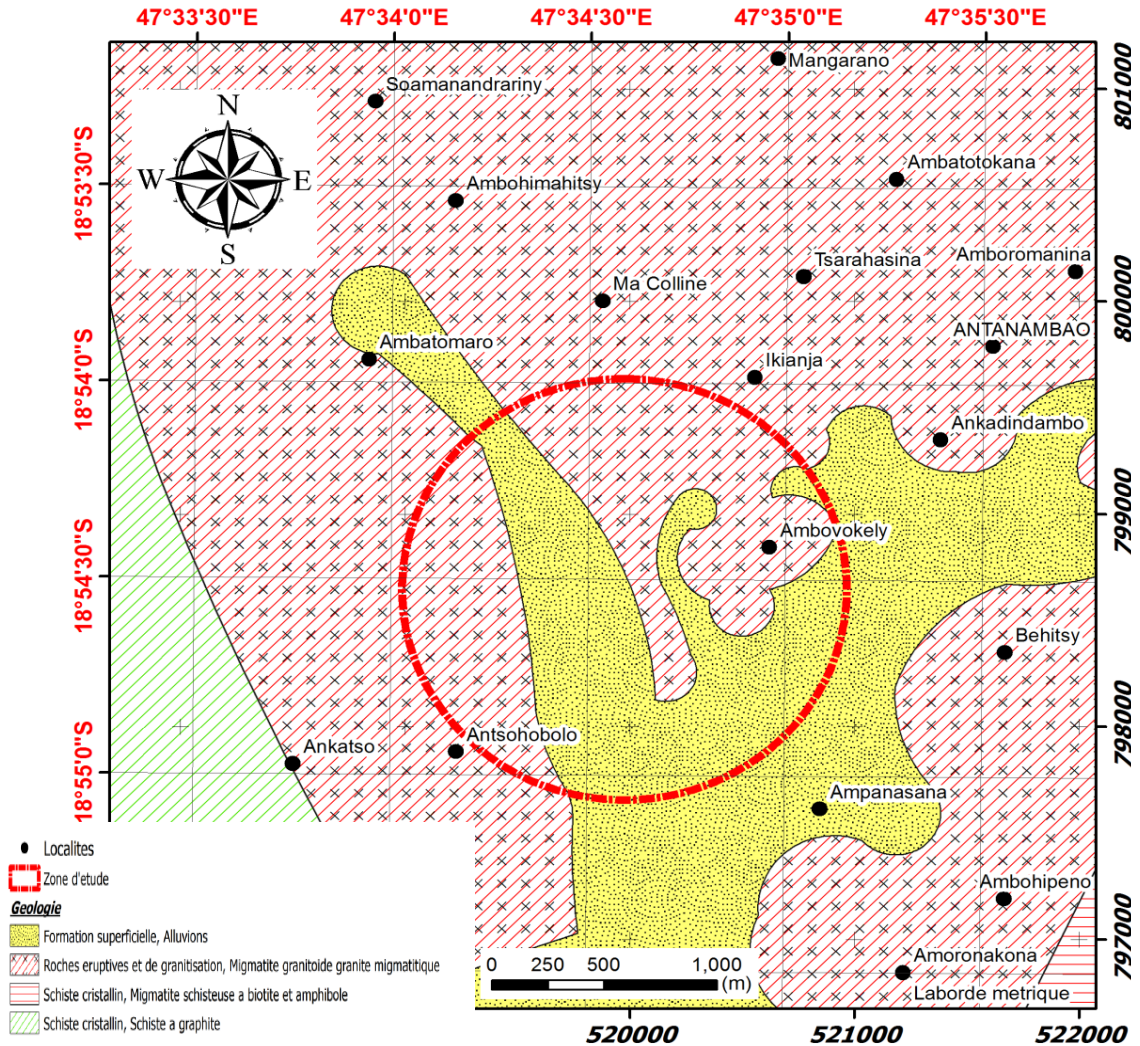 47°33'30"E 47°34'0"E 47°34'30"E 47°35'0"E 47°35'30"E
Mangarano
801000
Soamanandrariny
N
Ambatotokana
18°53'30"S
W
E
Ambohimahitsy
S
Tsarahasina
Amboromanina
Ma Colline
800000
ANTANAMBAO
Ambatomaro
Ikianja
18°54'0"S
Ankadindambo
799000
Ambovokely
18°54'30"S
Behitsy
798000
Antsohobolo
Ankatso
18°55'0"S
Ampanasana
Localites
Zone d'etude
Geologie
Formation superficielle, Alluvions
Roches eruptives et de granitisation, Migmatite granitoide granite migmatitique
Schiste cristallin, Migmatite schisteuse a biotite et amphibole
Schiste cristallin, Schiste a graphite
Ambohipeno
797000
Amoronakona
0 250 500 1,000
(m)
Laborde metrique
520000 521000 522000